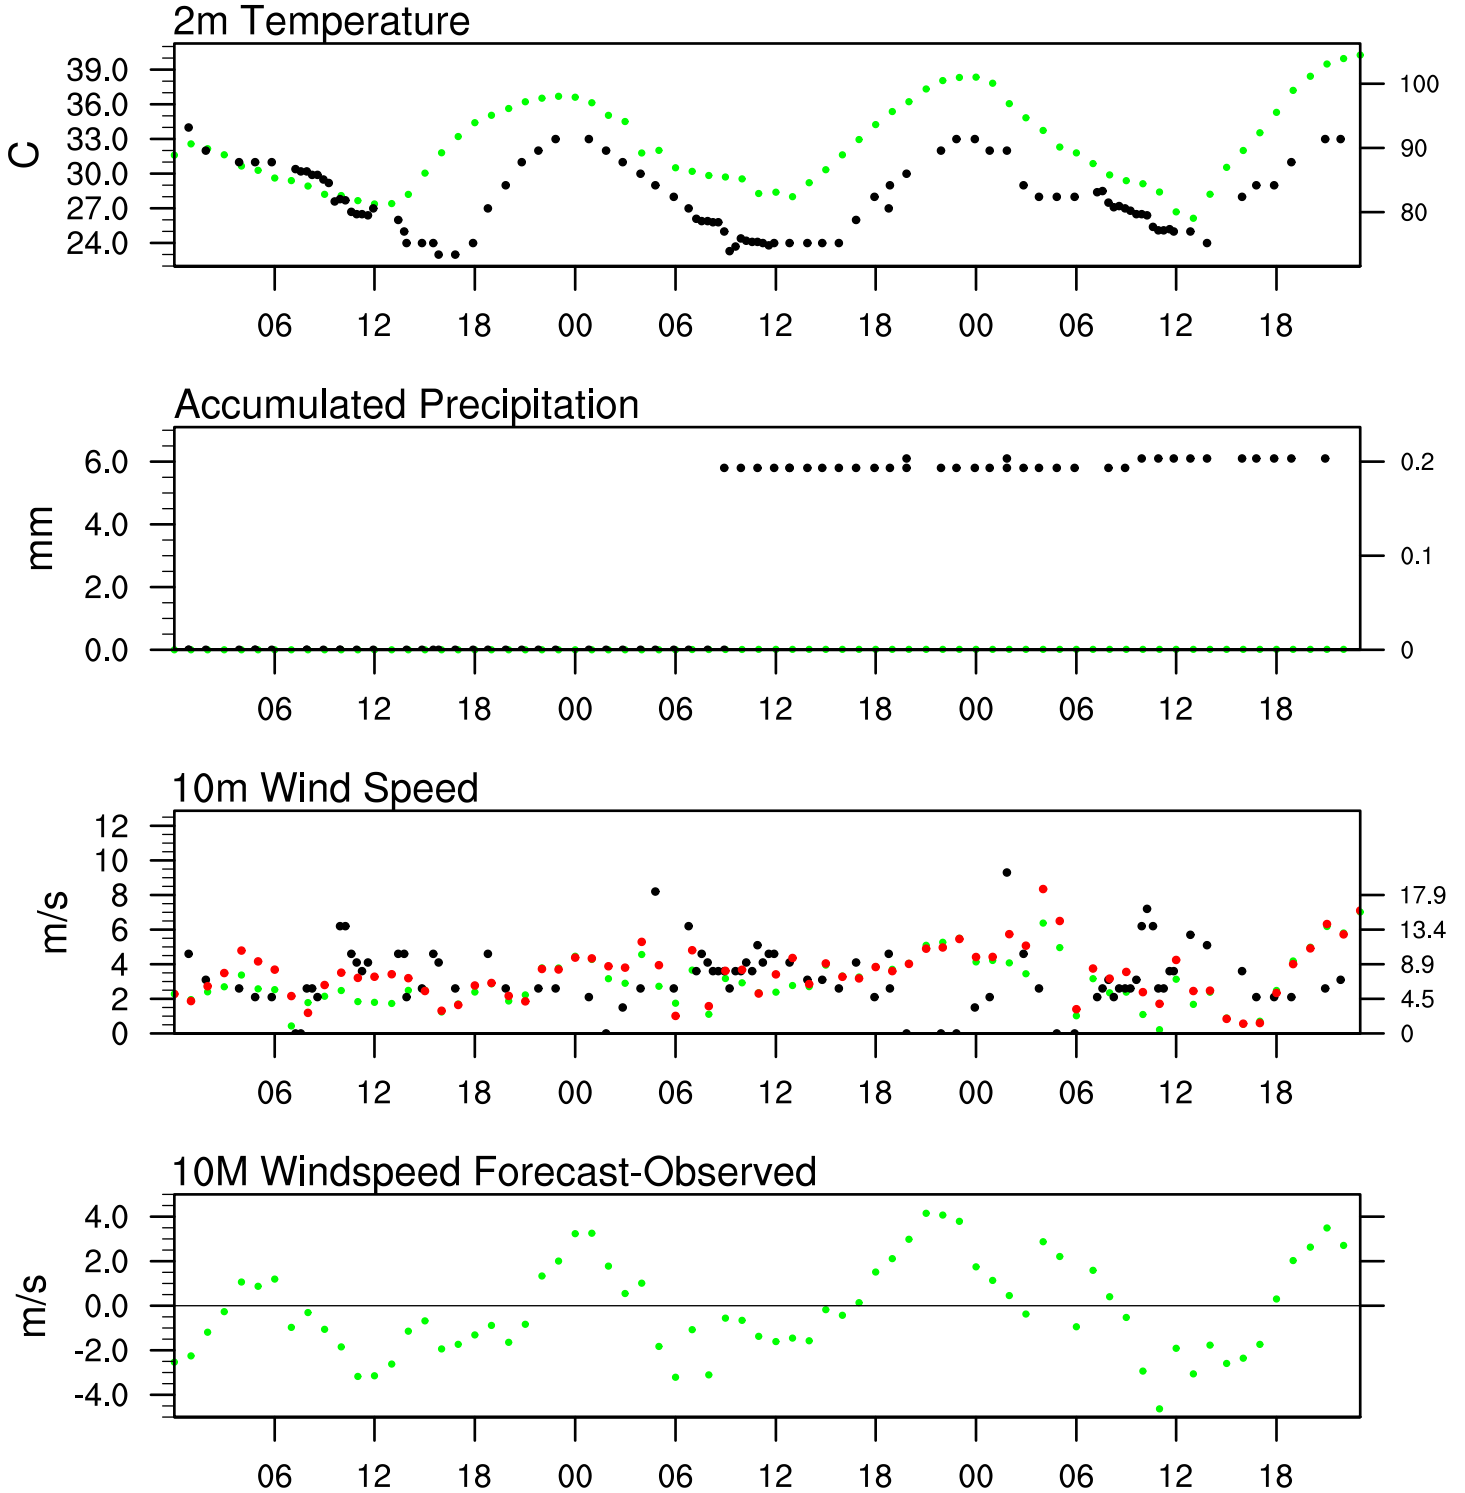 2m Temperature
39.0
36.0
33.0
30.0
27.0
24.0
C
100
90
80
06 12 18 00 06 12 18 00 06 12 18
Accumulated Precipitation
6.0
4.0
2.0
0.0
mm
0.2
0.1
0
06 12 18 00 06 12 18 00 06 12 18
10m Wind Speed
12
10
8
6
4
2
0
m/s
17.9
13.4
8.9
4.5
0
06 12 18 00 06 12 18 00 06 12 18
10M Windspeed Forecast-Observed
4.0
2.0
0.0
-2.0
-4.0
m/s
06 12 18 00 06 12 18 00 06 12 18